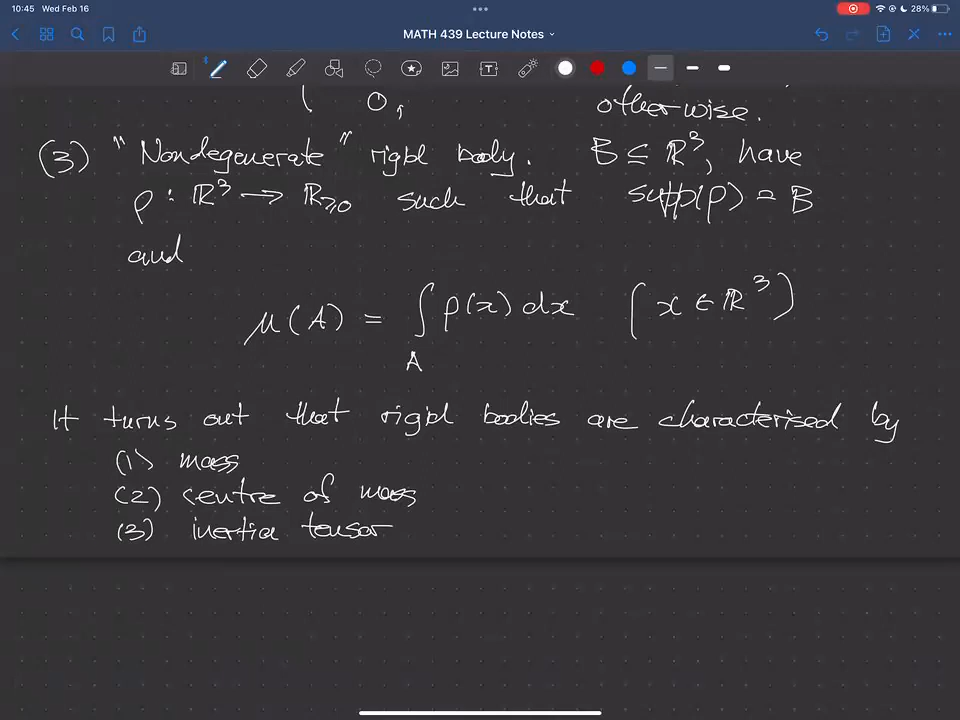 10:45 Wed Feb 16
28%
MATH 439 Lecture Notes
0,
otherwise.
(3) "Nondegenerate" rigid body. B ⊆ ℝ³, have
ρ : ℝ³ → ℝ≥0 such that supp(ρ) = B
and
μ(A) = ∫_A ρ(x) dx (x ∈ ℝ³)
It turns out that rigid bodies are characterised by
(1) mass
(2) centre of mass
(3) inertia tensor